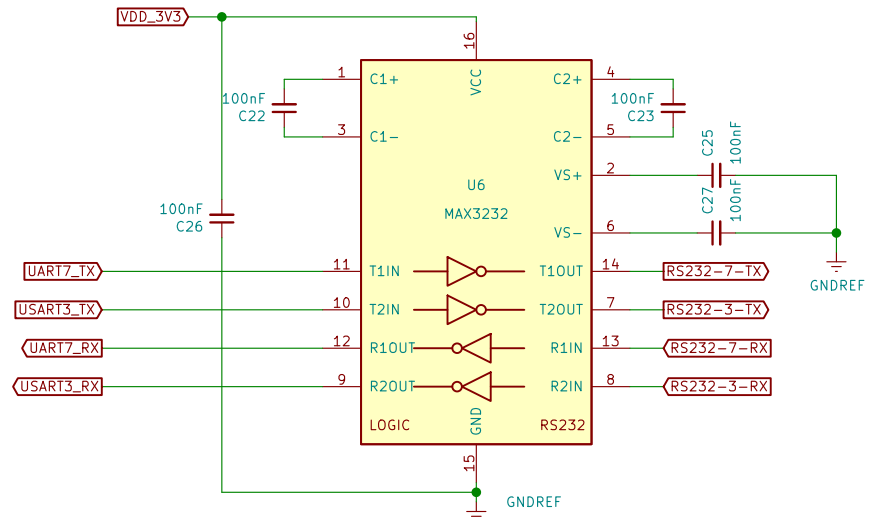 VDD_3V3
16
VCC
1
C1+
C2+
4
100nF
C22
100nF
C23
3
C1-
C2-
5
C25
100nF
VS+
2
U6
MAX3232
C27
100nF
100nF
C26
VS-
6
UART7_TX
11
T1IN
T1OUT
14
RS232-7-TX
GNDREF
USART3_TX
10
T2IN
T2OUT
7
RS232-3-TX
UART7_RX
12
R1OUT
R1IN
13
RS232-7-RX
USART3_RX
9
R2OUT
R2IN
8
RS232-3-RX
LOGIC
GND
RS232
15
GNDREF